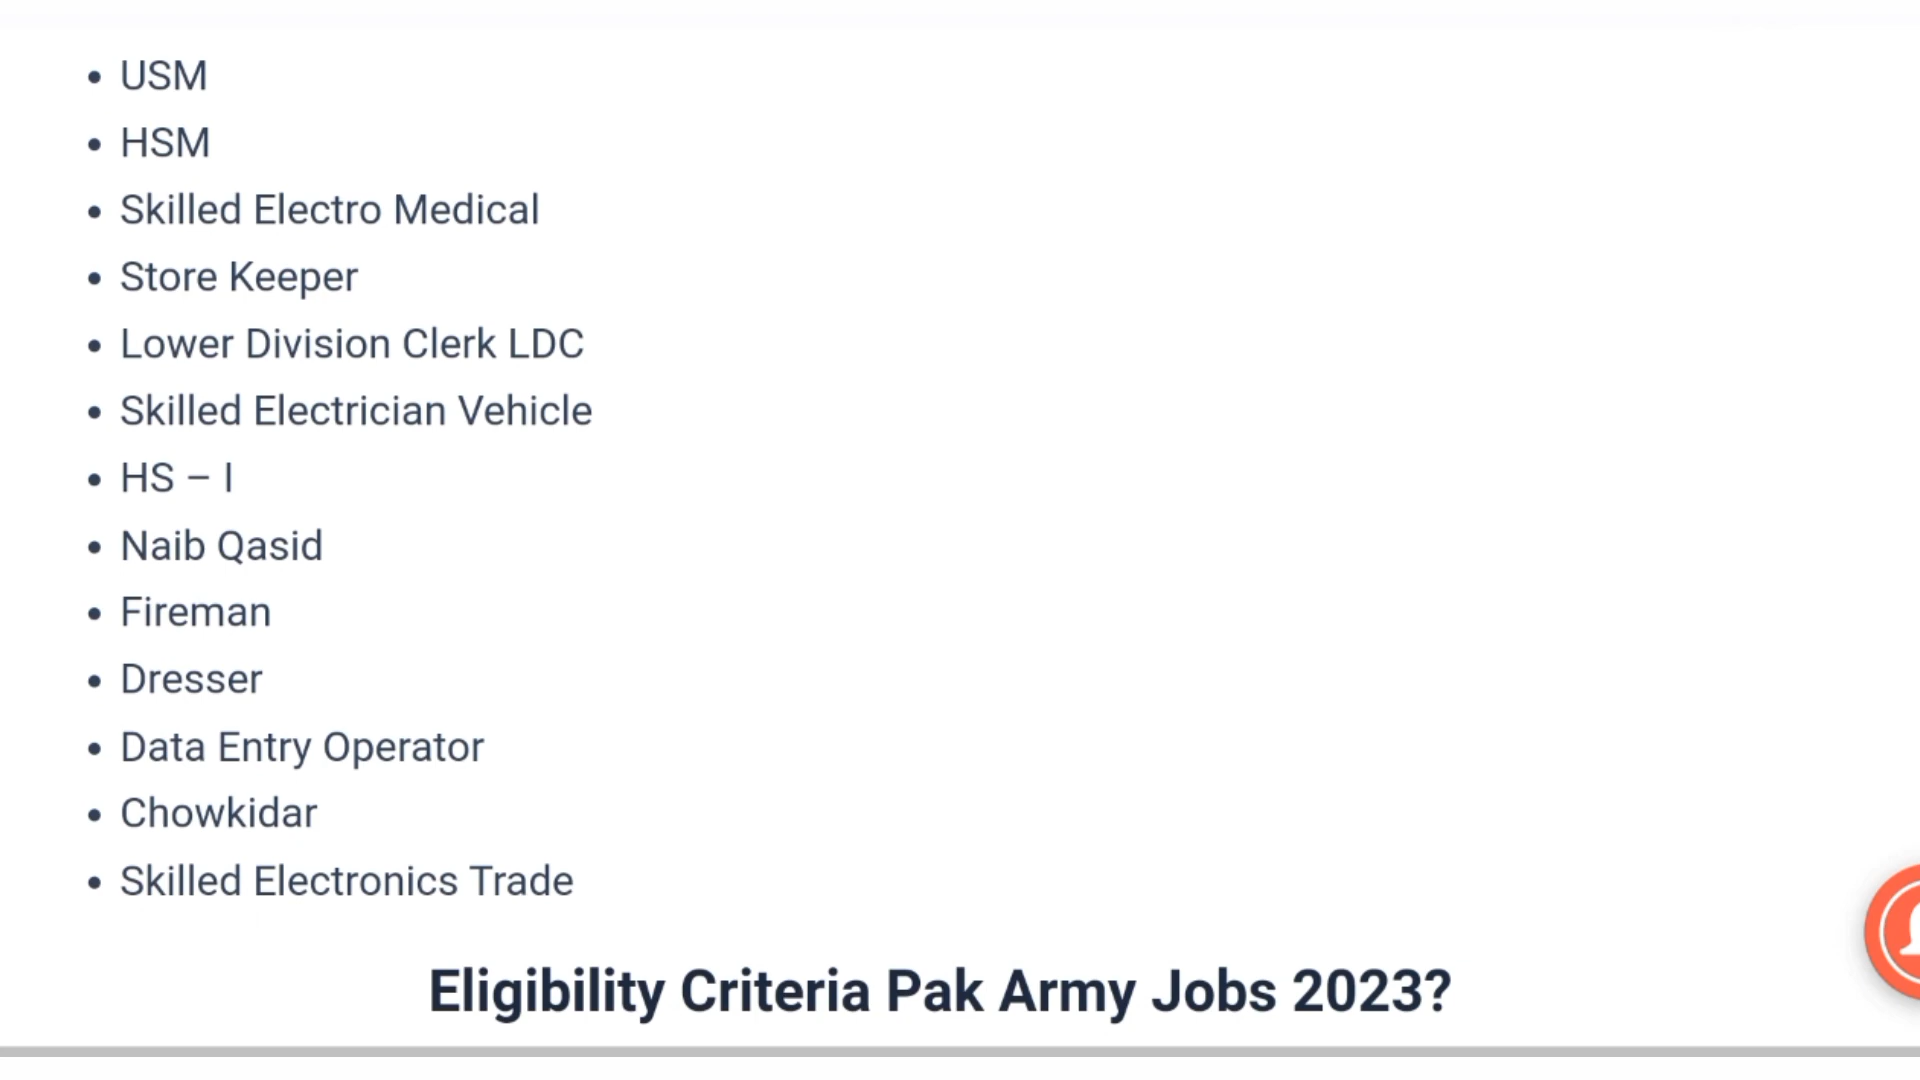 • USM
• HSM
• Skilled Electro Medical
• Store Keeper
• Lower Division Clerk LDC
• Skilled Electrician Vehicle
• HS – I
• Naib Qasid
• Fireman
• Dresser
• Data Entry Operator
• Chowkidar
• Skilled Electronics Trade
Eligibility Criteria Pak Army Jobs 2023?